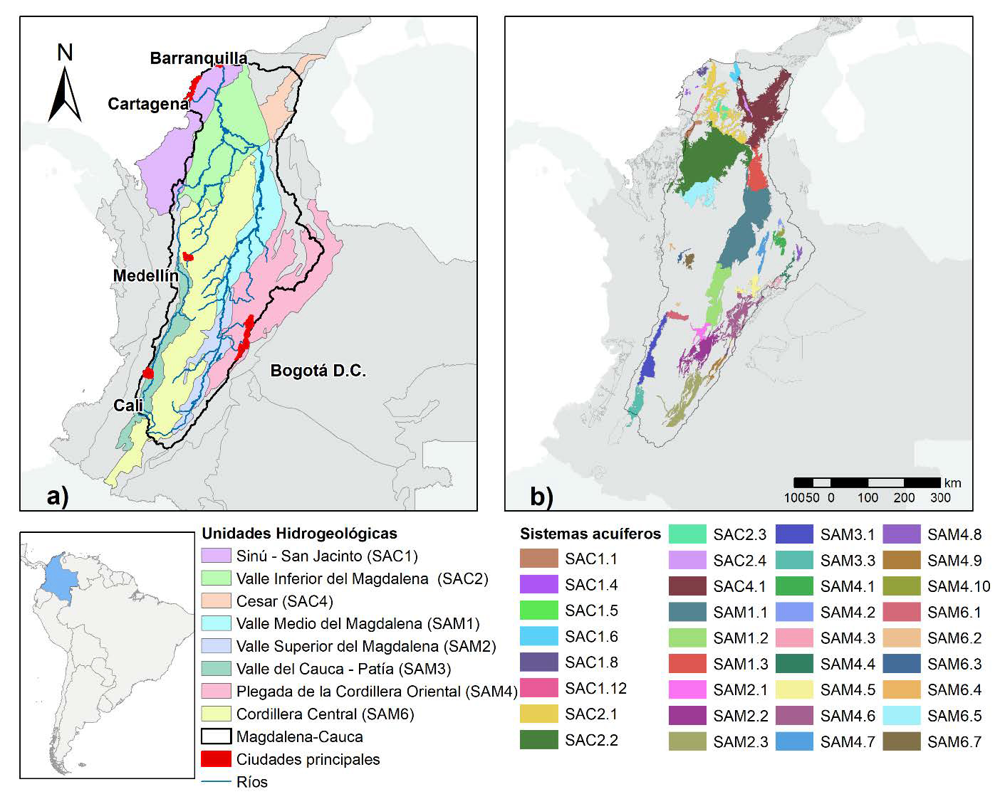 N
Barranquilla
Cartagena
Medellín
Bogotá D.C.
Cali
a)
b)
km
100 50 0 100 200 300
Unidades Hidrogeológicas
Sinú - San Jacinto (SAC1)
Valle Inferior del Magdalena (SAC2)
Cesar (SAC4)
Valle Medio del Magdalena (SAM1)
Valle Superior del Magdalena (SAM2)
Valle del Cauca - Patía (SAM3)
Plegada de la Cordillera Oriental (SAM4)
Cordillera Central (SAM6)
Magdalena-Cauca
Ciudades principales
Ríos
Sistemas acuíferos
SAC1.1
SAC1.4
SAC1.5
SAC1.6
SAC1.8
SAC1.12
SAC2.1
SAC2.2
SAC2.3
SAC2.4
SAC4.1
SAM1.1
SAM1.2
SAM1.3
SAM2.1
SAM2.2
SAM2.3
SAM3.1
SAM3.3
SAM4.1
SAM4.2
SAM4.3
SAM4.4
SAM4.5
SAM4.6
SAM4.7
SAM4.8
SAM4.9
SAM4.10
SAM6.1
SAM6.2
SAM6.3
SAM6.4
SAM6.5
SAM6.7